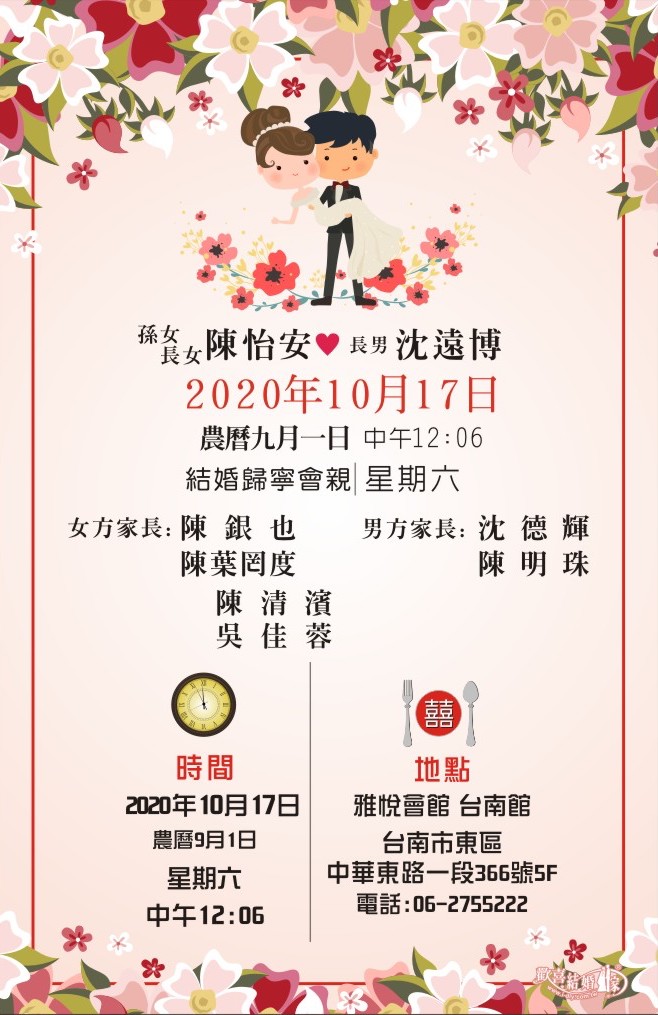 孫女
長女 陳怡安♥長男 沈遠博
2020年10月17日
農曆九月一日 中午12:06
結婚歸寧會親|星期六
女方家長: 陳銀也
陳葉罔度
陳清濱
吳佳蓉
男方家長: 沈德輝
陳明珠
時間
2020年10月17日
農曆9月1日
星期六
中午12:06
囍
地點
雅悅會館 台南館
台南市東區
中華東路一段366號5F
電話:06-2755222
歡喜結婚家